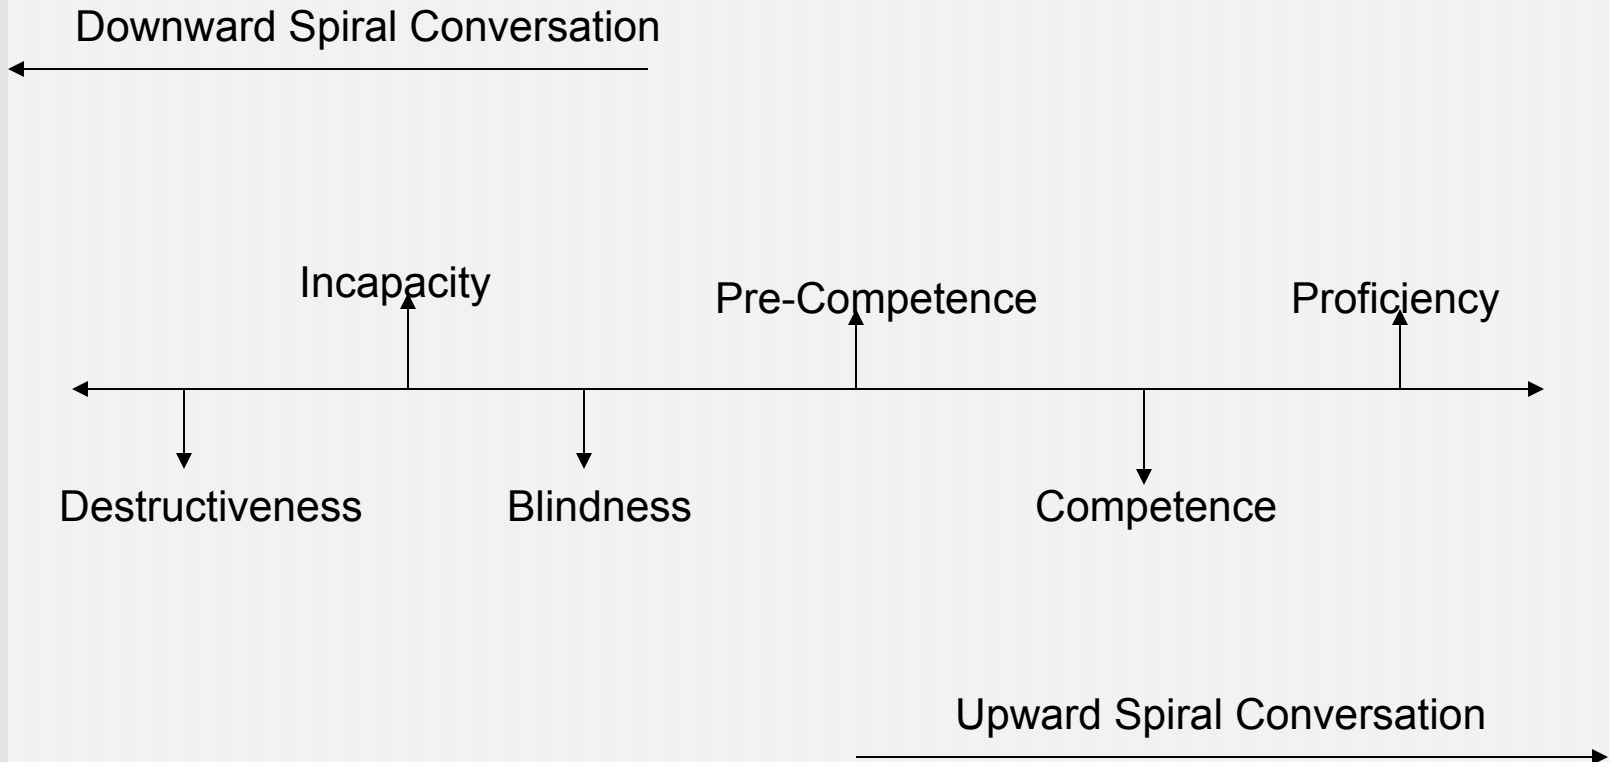 Downward Spiral Conversation
Incapacity
Pre-Competence
Proficiency
Destructiveness
Blindness
Competence
Upward Spiral Conversation